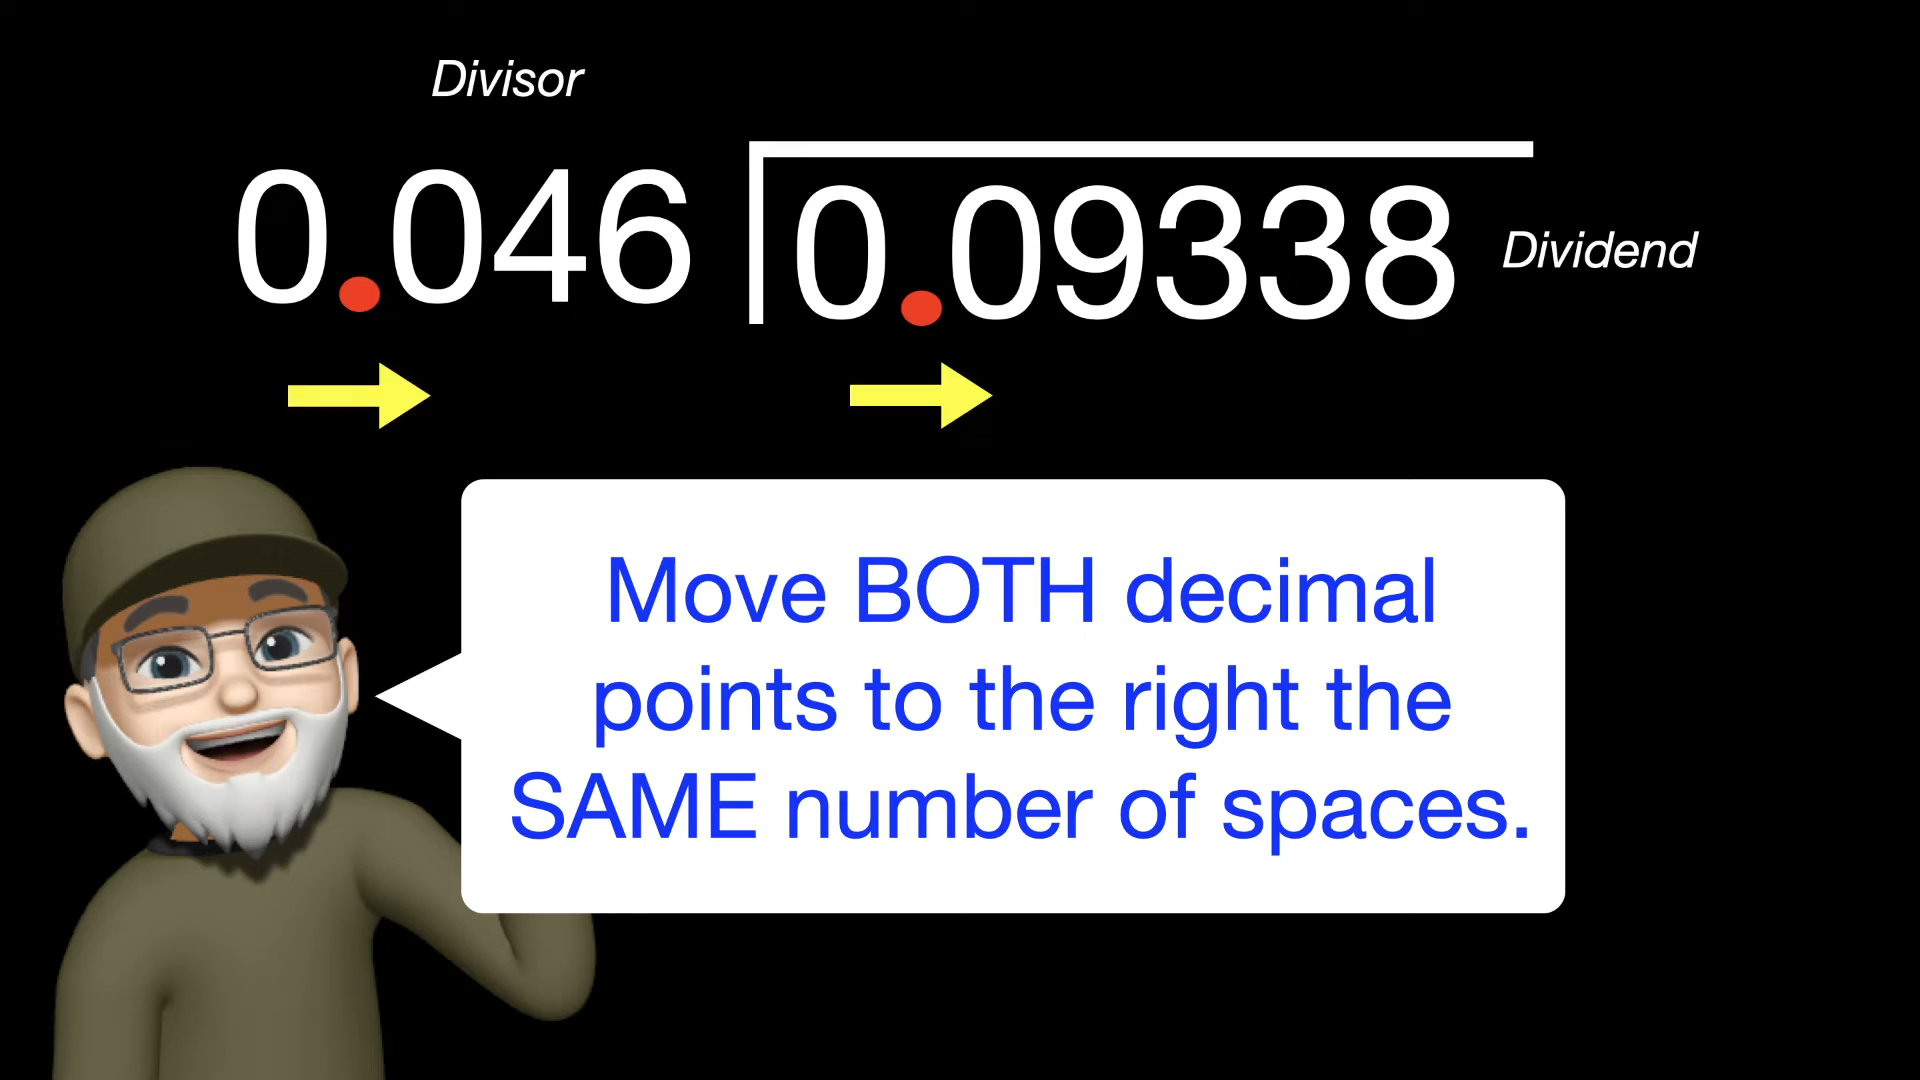 Divisor
0.046 0.09338 Dividend
Move BOTH decimal
points to the right the
SAME number of spaces.